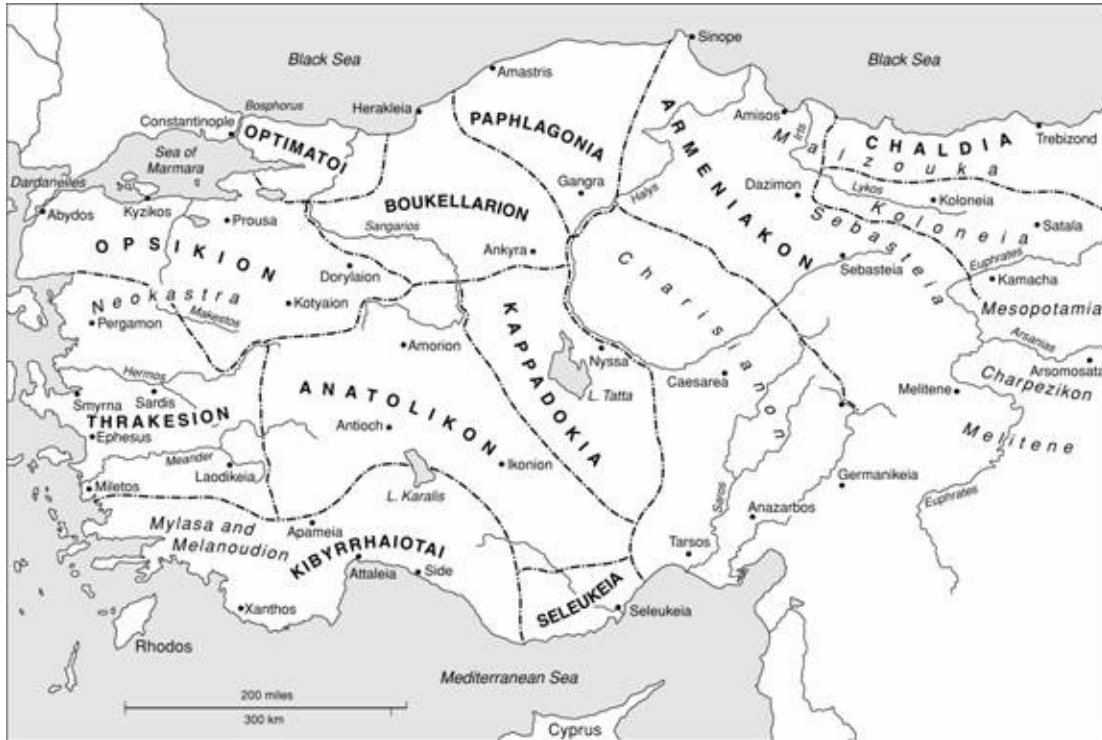 Sinope
Black Sea
Black Sea
Amastris
Bosphorus
Herakleia
Amisos
Constantinople
OPTIMATOI
PAPHLAGONIA
ARMENIAKON
Iris
Malzouka
CHALDIA
Trebizond
Sea of
Marmara
Dardanelles
Gangra
Halys
Dazimon
Lykos
Koloneia
Abydos
Kyzikos
Prousa
BOUKELLARION
Sangarios
Koloneia
Satala
OPSIKION
Ankyra
Charsianon
Sebasteia
Sebasteia
Euphrates
Dorylaion
Kamacha
Neokastra
Kotyaion
Makestos
Mesopotamia
Pergamon
KAPPADOKIA
Amorion
Nyssa
Arsanias
Arsomosata
Hermos
Caesarea
L. Tatta
Charpezikon
Smyrna
Sardis
ANATOLIKON
Melitene
THRAKESION
Antioch
Ephesus
Melitene
Meander
Laodikeia
Ikonion
Germanikeia
Miletos
L. Karalis
Saros
Euphrates
Mylasa and
Melanoudion
Apameia
Anazarbos
KIBYRRHAIOTAI
Tarsos
Attaleia
Side
SELEUKEIA
Xanthos
Seleukeia
Rhodos
Mediterranean Sea
200 miles
300 km
Cyprus